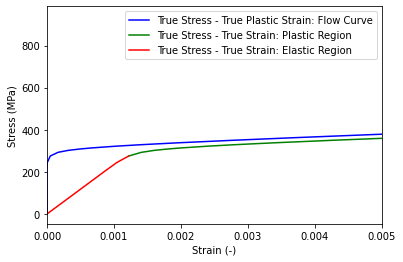 True Stress - True Plastic Strain: Flow Curve
True Stress - True Strain: Plastic Region
True Stress - True Strain: Elastic Region
Stress (MPa)
800
600
400
200
0
0.000 0.001 0.002 0.003 0.004 0.005
Strain (-)